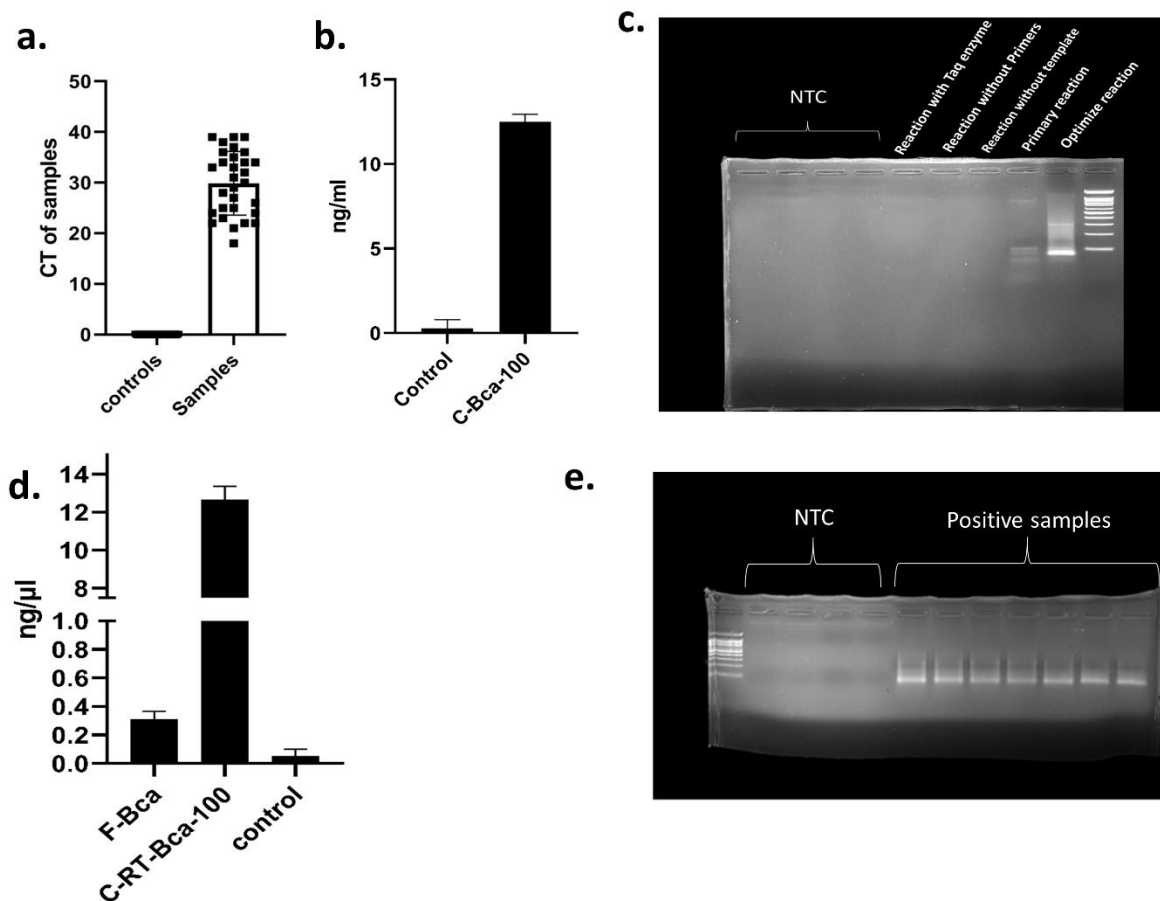 a.
50
40
30
20
10
0
CT of samples
controls
Samples
b.
15
10
5
0
ng/ml
Control
C-Bca-100
c.
NTC
Reaction with Taq enzyme
Reaction without Primers
Reaction without template
Primary reaction
Optimize reaction
d.
14
12
10
8
1.0
0.8
0.6
0.4
0.2
0.0
ng/µl
F-Bca
C-RT-Bca-100
control
e.
NTC
Positive samples